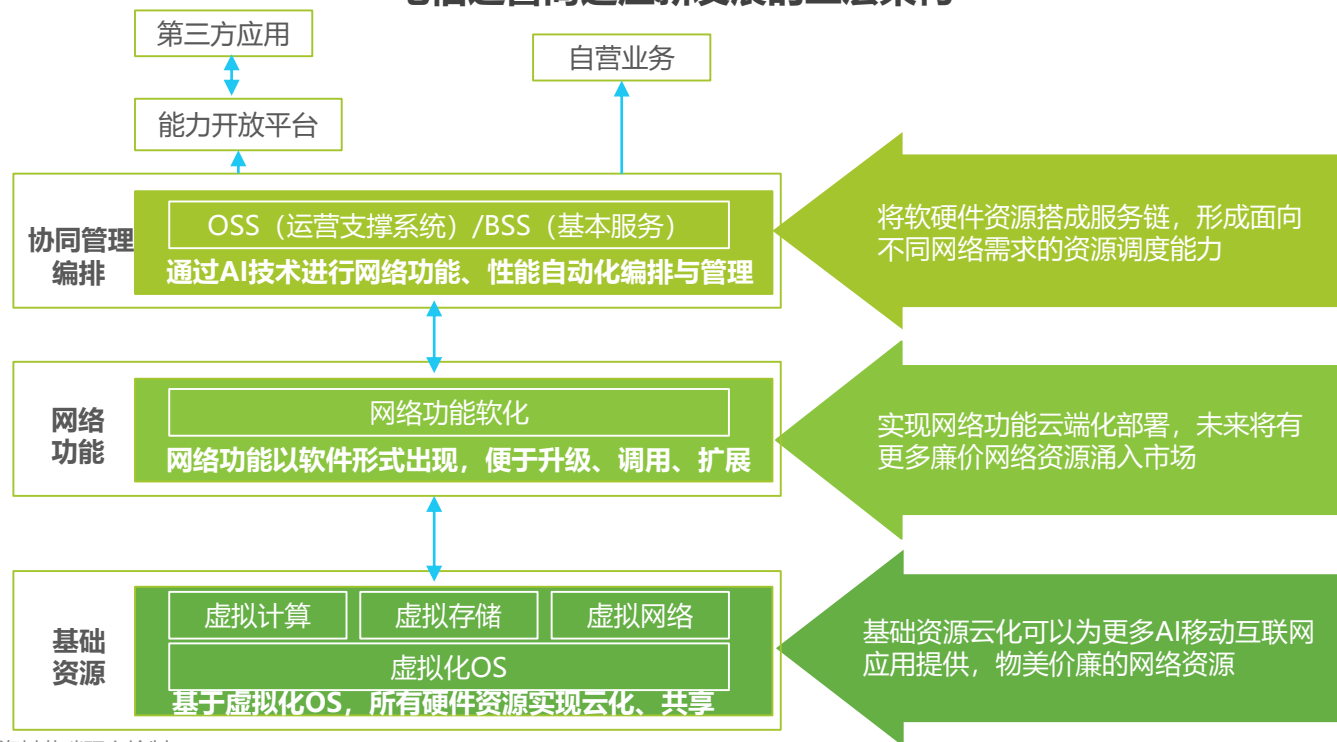 第三方应用
自营业务
能力开放平台
协同管理
编排
OSS（运营支撑系统）/BSS（基本服务）
通过AI技术进行网络功能、性能自动化编排与管理
将软硬件资源搭成服务链，形成面向
不同网络需求的资源调度能力
网络
功能
网络功能软化
网络功能以软件形式出现，便于升级、调用、扩展
实现网络功能云端化部署，未来将有
更多廉价网络资源涌入市场
基础
资源
虚拟计算
虚拟存储
虚拟网络
虚拟化OS
基于虚拟化OS，所有硬件资源实现云化、共享
基础资源云化可以为更多AI移动互联网
应用提供，物美价廉的网络资源